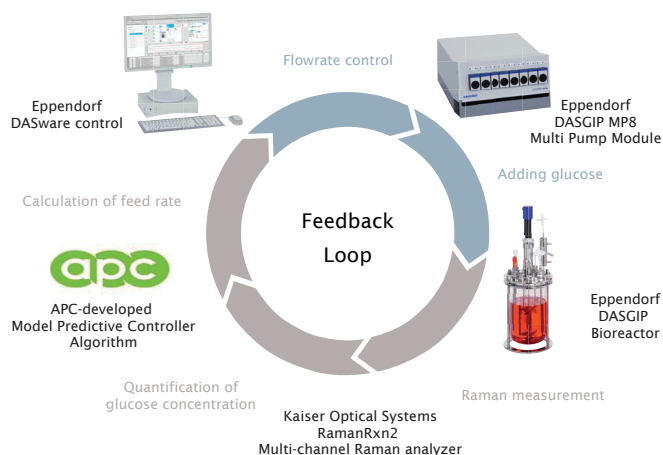 Flowrate control
Eppendorf
DASware control
Eppendorf
DASGIP MP8
Multi Pump Module
Adding glucose
Calculation of feed rate
Feedback
Loop
apc
APC-developed
Model Predictive Controller
Algorithm
Eppendorf
DASGIP
Bioreactor
Quantification of
glucose concentration
Raman measurement
Kaiser Optical Systems
RamanRxn2
Multi-channel Raman analyzer